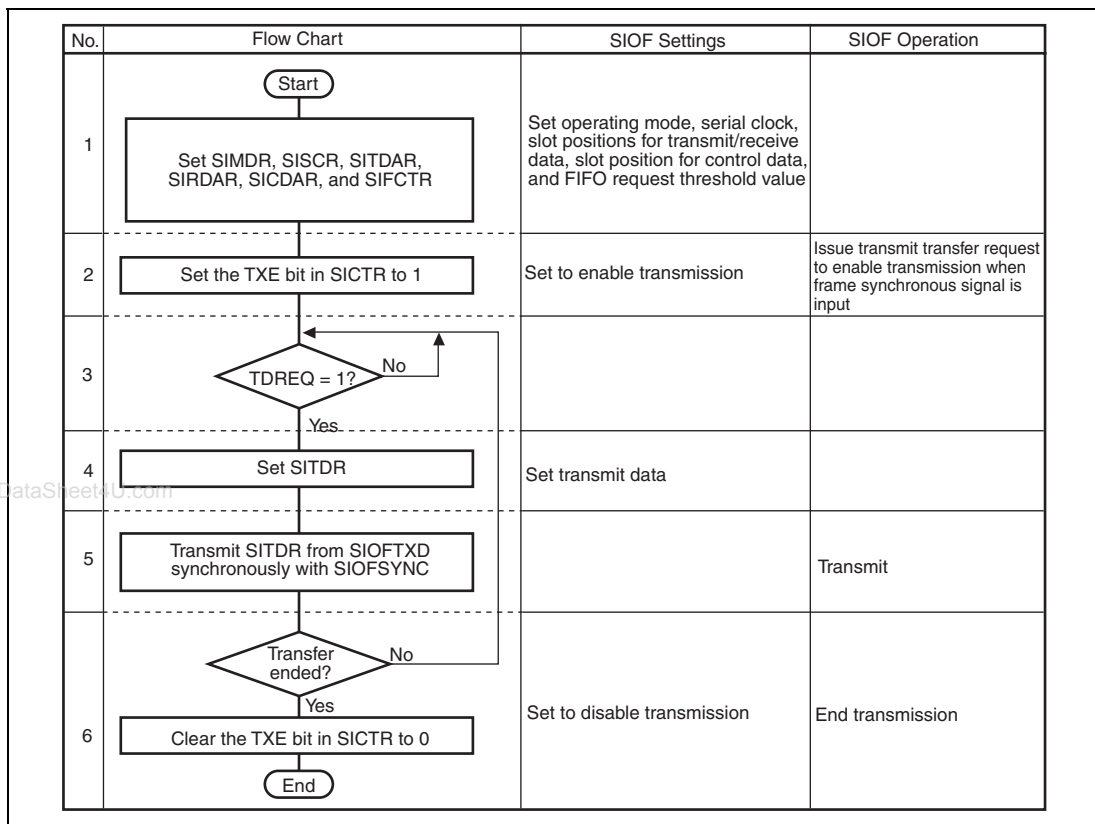 No. Flow Chart SIOF Settings SIOF Operation
Start
1
Set SIMDR, SISCR, SITDAR,
SIRDAR, SICDAR, and SIFCTR
Set operating mode, serial clock,
slot positions for transmit/receive
data, slot position for control data,
and FIFO request threshold value
2
Set the TXE bit in SICTR to 1
Set to enable transmission
Issue transmit transfer request
to enable transmission when
frame synchronous signal is
input
3
TDREQ = 1?
No
Yes
4
Set SITDR
Set transmit data
DataSheet4U.com
5
Transmit SITDR from SIOFTXD
synchronously with SIOFSYNC
Transmit
Transfer
ended?
No
Yes
6
Clear the TXE bit in SICTR to 0
Set to disable transmission
End transmission
End